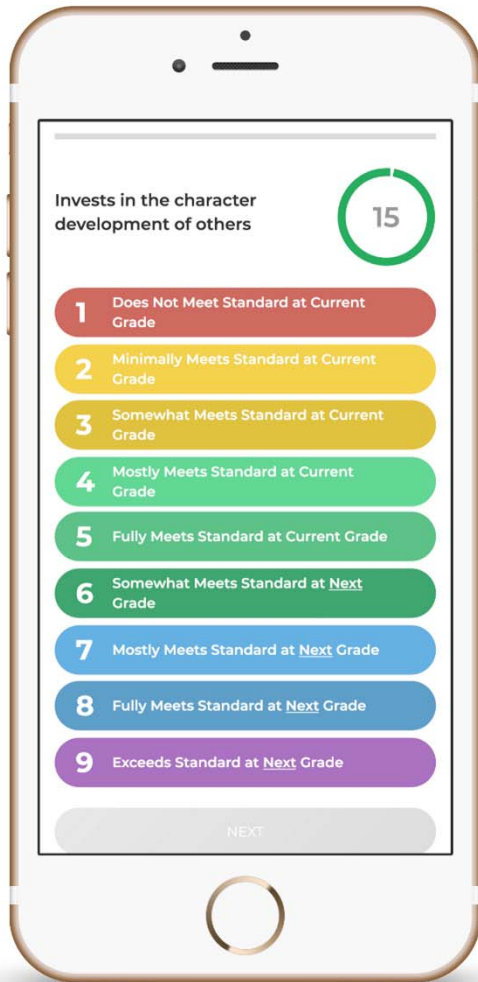 Invests in the character
development of others
15
1 Does Not Meet Standard at Current
Grade
2 Minimally Meets Standard at Current
Grade
3 Somewhat Meets Standard at Current
Grade
4 Mostly Meets Standard at Current
Grade
5 Fully Meets Standard at Current Grade
6 Somewhat Meets Standard at Next
Grade
7 Mostly Meets Standard at Next Grade
8 Fully Meets Standard at Next Grade
9 Exceeds Standard at Next Grade
NEXT